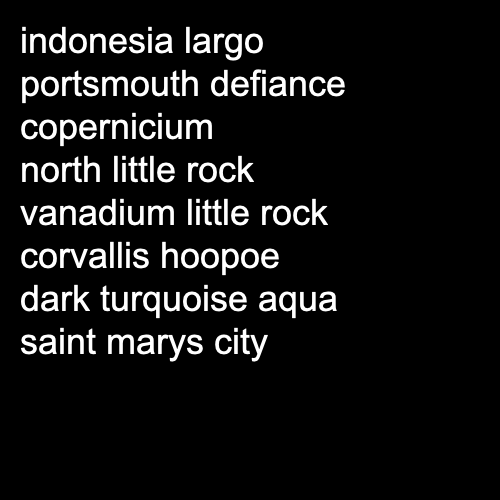 indonesia largo
portsmouth defiance
copernicium
north little rock
vanadium little rock
corvallis hoopoe
dark turquoise aqua
saint marys city